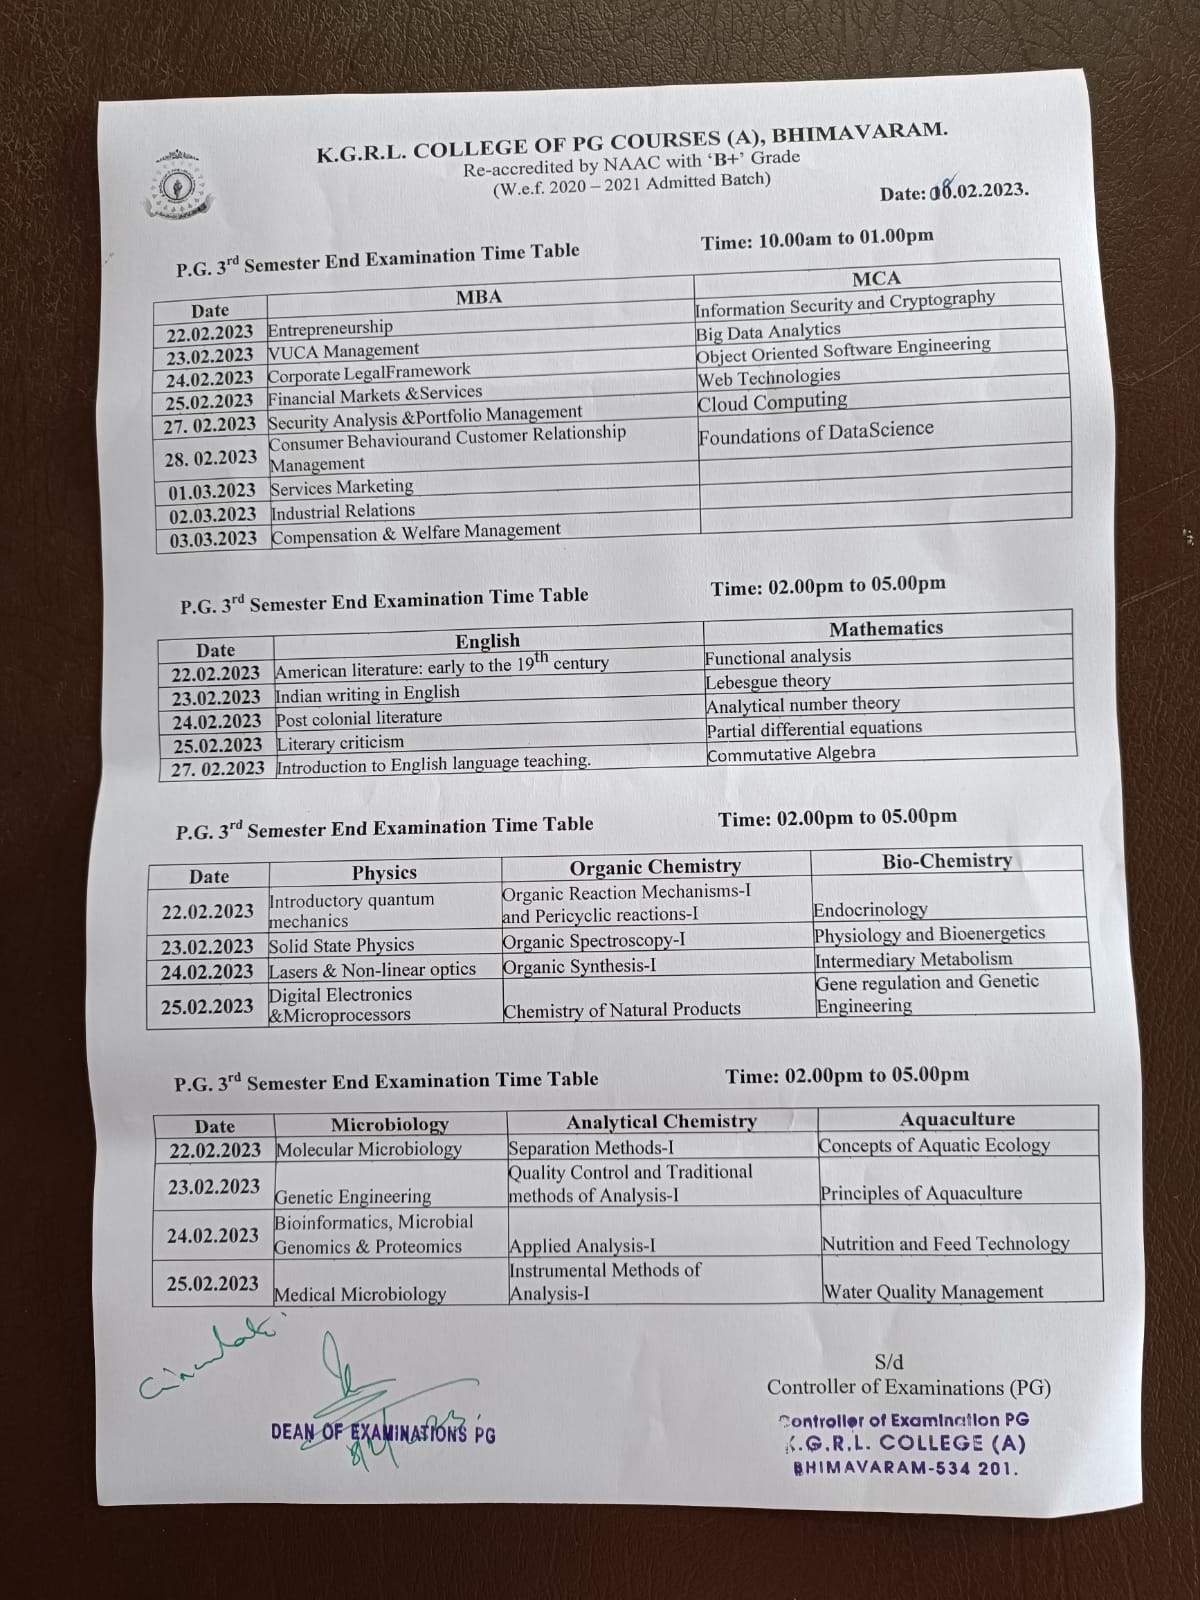 K.G.R.L. COLLEGE OF PG COURSES (A), BHIMAVARAM.
Re-accredited by NAAC with ‘B+’ Grade
(W.e.f. 2020 – 2021 Admitted Batch)
Date: 08.02.2023.
P.G. 3rd Semester End Examination Time Table Time: 10.00am to 01.00pm
Date MBA MCA
22.02.2023 Entrepreneurship Information Security and Cryptography
23.02.2023 VUCA Management Big Data Analytics
24.02.2023 Corporate LegalFramework Object Oriented Software Engineering
25.02.2023 Financial Markets &Services Web Technologies
27. 02.2023 Security Analysis &Portfolio Management Cloud Computing
28. 02.2023 Consumer Behaviourand Customer Relationship Foundations of DataScience
Management
01.03.2023 Services Marketing
02.03.2023 Industrial Relations
03.03.2023 Compensation & Welfare Management
P.G. 3rd Semester End Examination Time Table Time: 02.00pm to 05.00pm
Date English Mathematics
22.02.2023 American literature: early to the 19th century Functional analysis
23.02.2023 Indian writing in English Lebesgue theory
24.02.2023 Post colonial literature Analytical number theory
25.02.2023 Literary criticism Partial differential equations
27. 02.2023 Introduction to English language teaching. Commutative Algebra
P.G. 3rd Semester End Examination Time Table Time: 02.00pm to 05.00pm
Date Physics Organic Chemistry Bio-Chemistry
22.02.2023 Introductory quantum Organic Reaction Mechanisms-I
mechanics and Pericyclic reactions-I Endocrinology
23.02.2023 Solid State Physics Organic Spectroscopy-I Physiology and Bioenergetics
24.02.2023 Lasers & Non-linear optics Organic Synthesis-I Intermediary Metabolism
25.02.2023 Digital Electronics Gene regulation and Genetic
&Microprocessors Chemistry of Natural Products Engineering
P.G. 3rd Semester End Examination Time Table Time: 02.00pm to 05.00pm
Date Microbiology Analytical Chemistry Aquaculture
22.02.2023 Molecular Microbiology Separation Methods-I Concepts of Aquatic Ecology
23.02.2023 Quality Control and Traditional
Genetic Engineering methods of Analysis-I Principles of Aquaculture
24.02.2023 Bioinformatics, Microbial
Genomics & Proteomics Applied Analysis-I Nutrition and Feed Technology
25.02.2023 Instrumental Methods of
Medical Microbiology Analysis-I Water Quality Management
S/d
Controller of Examinations (PG)
DEAN OF EXAMINATIONS PG
Controller of Examination PG
K.G.R.L. COLLEGE (A)
BHIMAVARAM-534 201.